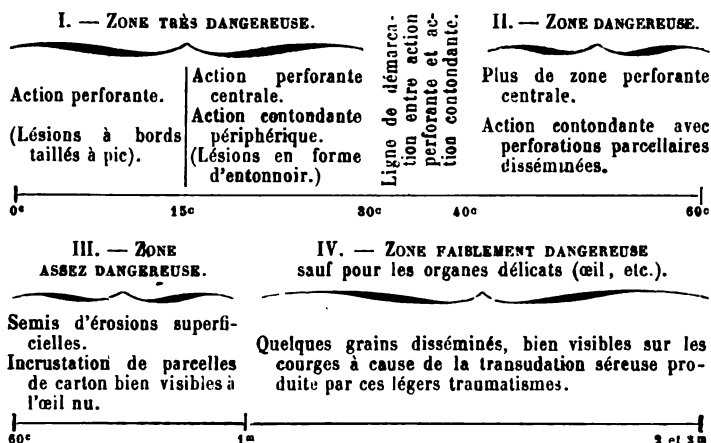 I. — ZONE TRÈS DANGEREUSE.
Action perforante.
(Lésions à bords
taillés à pic).
Action perforante
centrale.
Action contondante
périphérique.
(Lésions en forme
d'entonnoir.)
Ligne de démarca-
tion entre action
perforante et ac-
tion contondante.
II. — ZONE DANGEREUSE.
Plus de zone perforante
centrale.
Action contondante avec
perforations parcellaires
disséminées.
0c 15c 30c 40c 60c
III. — ZONE
ASSEZ DANGEREUSE.
Semis d'érosions superfi-
cielles.
Incrustation de parcelles
de carton bien visibles à
l'œil nu.
IV. — ZONE FAIBLEMENT DANGEREUSE
sauf pour les organes délicats (œil, etc.).
Quelques grains disséminés, bien visibles sur les
courges à cause de la transudation séreuse pro-
duite par ces légers traumatismes.
60c 1m 2 et 3m